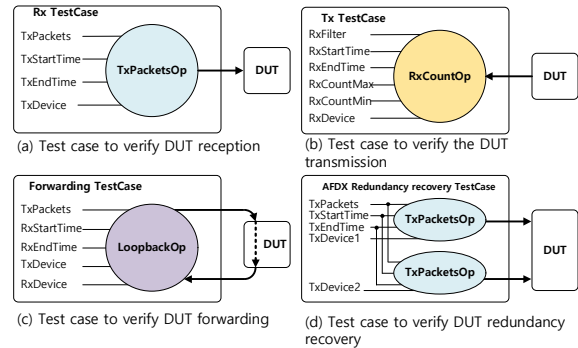 Rx TestCase
TxPackets
TxStartTime
TxEndTime
TxDevice
TxPacketsOp
DUT
(a) Test case to verify DUT reception
Tx TestCase
RxFilter
RxStartTime
RxEndTime
RxCountMax
RxCountMin
RxDevice
RxCountOp
DUT
(b) Test case to verify the DUT
transmission
Forwarding TestCase
TxPackets
RxStartTime
RxEndTime
TxDevice
RxDevice
LoopbackOp
DUT
(c) Test case to verify DUT forwarding
AFDX Redundancy recovery TestCase
TxPackets
TxStartTime
TxEndTime
TxDevice1
TxDevice2
TxPacketsOp
TxPacketsOp
DUT
(d) Test case to verify DUT redundancy
recovery